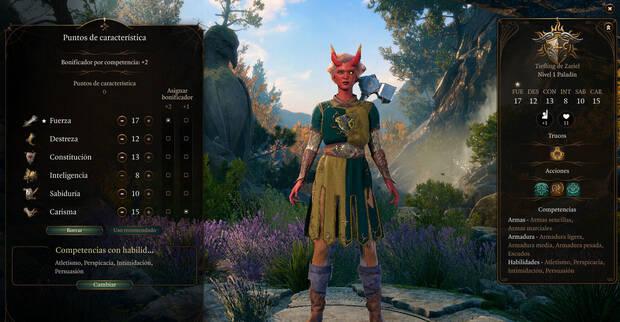 Puntos de característica
Bonificador por competencia: +2
Puntos de característica
0
Asignar
bonificador
+2 +1
Fuerza 17
Destreza 12
Constitución 13
Inteligencia 8
Sabiduría 10
Carisma 15
Borrar Uso recomendado
Competencias con habilid...
Atletismo, Perspicacia, Intimidación,
Persuasión
Cambiar
Tiefling de Zariel
Nivel 1 Paladín
FUE DES CON INT SAB CAR
17 12 13 8 10 15
+1 11
Trucos
Acciones
Competencias
Armas - Armas sencillas,
Armas marciales
Armadura - Armadura ligera,
Armadura media, Armadura pesada,
Escudos
Habilidades - Atletismo, Perspicacia,
Intimidación, Persuasión